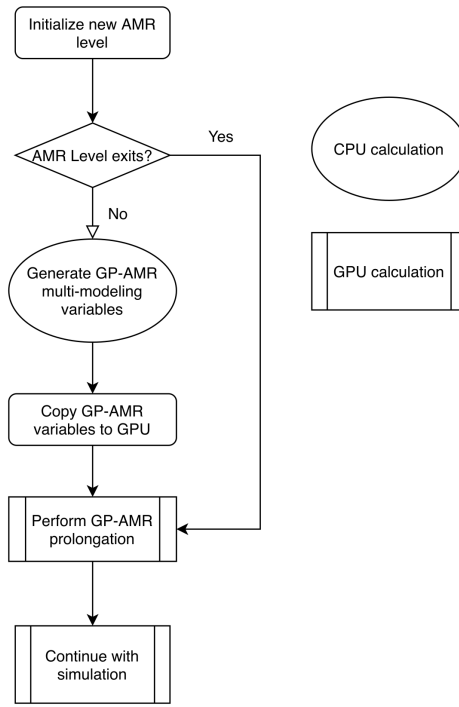 Initialize new AMR
level
AMR Level exits?
Yes
No
Generate GP-AMR
multi-modeling
variables
Copy GP-AMR
variables to GPU
Perform GP-AMR
prolongation
Continue with
simulation
CPU calculation
GPU calculation